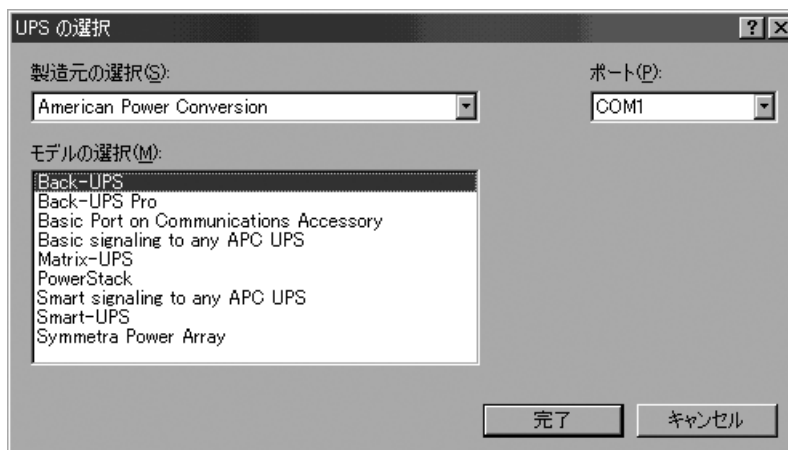 UPS の選択
製造元の選択(S):
ポート(P):
American Power Conversion
COM1
モデルの選択(M):
Back-UPS
Back-UPS Pro
Basic Port on Communications Accessory
Basic signaling to any APC UPS
Matrix-UPS
PowerStack
Smart signaling to any APC UPS
Smart-UPS
Symmetra Power Array
完了
キャンセル